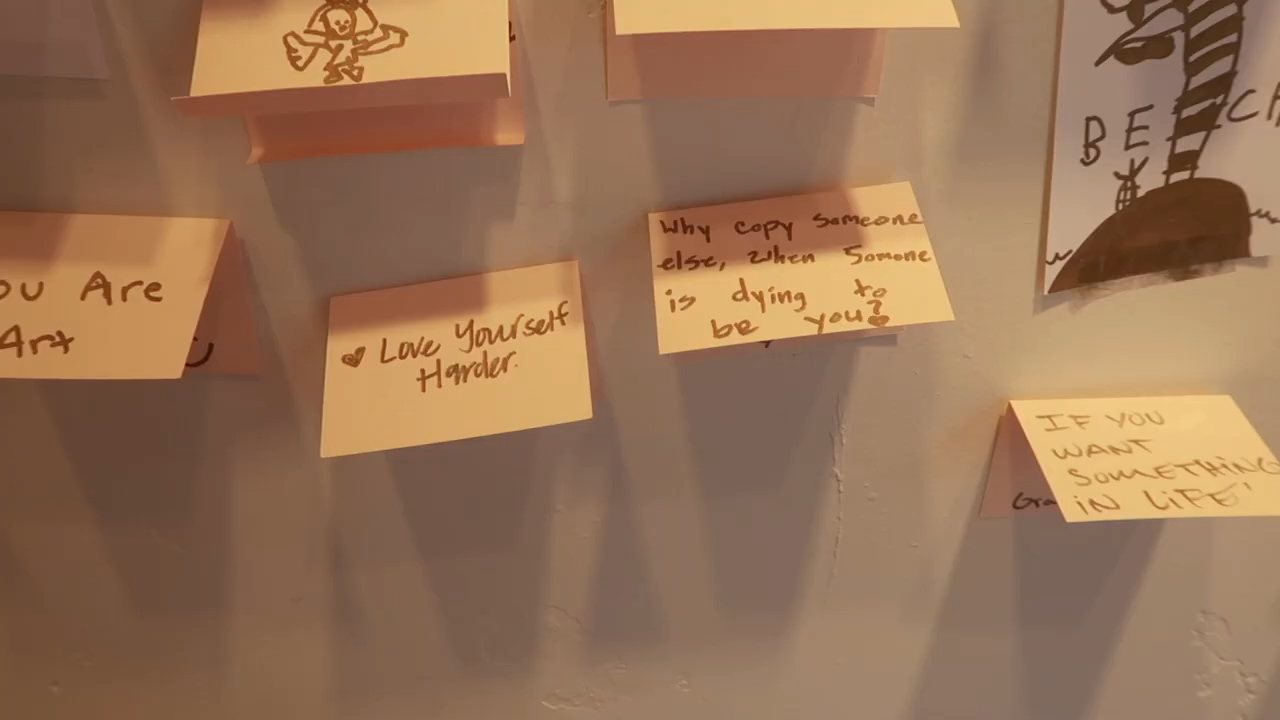 BE
ou Are
Art
Love Yourself
Harder.
Why copy someone
else, when Somone
is dying to
be you?
IF YOU
WANT
SOMETHING
IN LIFE'